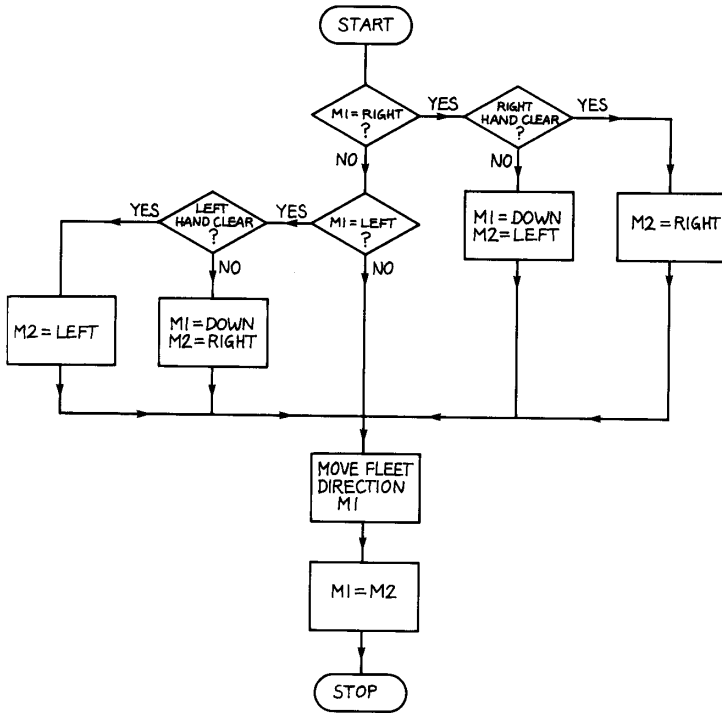 START
M1=RIGHT
?
YES
RIGHT
HAND CLEAR
?
YES
NO
NO
M1=DOWN
M2=LEFT
M2=RIGHT
YES
LEFT
HAND CLEAR
?
YES
M1=LEFT
?
NO
NO
M2=LEFT
M1=DOWN
M2=RIGHT
MOVE FLEET
DIRECTION
M1
M1=M2
STOP